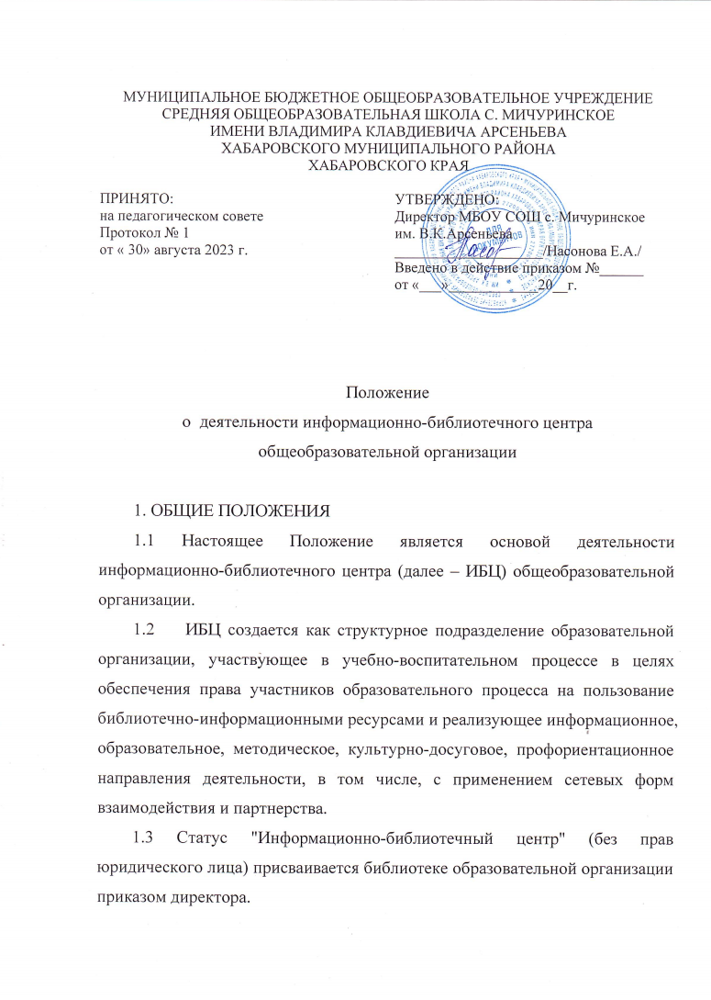 МУНИЦИПАЛЬНОЕ БЮДЖЕТНОЕ ОБЩЕОБРАЗОВАТЕЛЬНОЕ УЧРЕЖДЕНИЕ
СРЕДНЯЯ ОБЩЕОБРАЗОВАТЕЛЬНАЯ ШКОЛА С. МИЧУРИНСКОЕ
ИМЕНИ ВЛАДИМИРА КЛАВДИЕВИЧА АРСЕНЬЕВА
ХАБАРОВСКОГО МУНИЦИПАЛЬНОГО РАЙОНА
ХАБАРОВСКОГО КРАЯ
ПРИНЯТО:
на педагогическом совете
Протокол № 1
от « 30» августа 2023 г.
УТВЕРЖДЕНО:
Директор МБОУ СОШ с. Мичуринское
им. В.К.Арсеньева
____________________/Насонова Е.А./
Введено в действие приказом №______
от «___»____________20__г.
ДЛЯ
ДОКУМЕНТОВ
Положение
о деятельности информационно-библиотечного центра
общеобразовательной организации
1. ОБЩИЕ ПОЛОЖЕНИЯ
1.1 Настоящее Положение является основой деятельности
информационно-библиотечного центра (далее – ИБЦ) общеобразовательной
организации.
1.2 ИБЦ создается как структурное подразделение образовательной
организации, участвующее в учебно-воспитательном процессе в целях
обеспечения права участников образовательного процесса на пользование
библиотечно-информационными ресурсами и реализующее информационное,
образовательное, методическое, культурно-досуговое, профориентационное
направления деятельности, в том числе, с применением сетевых форм
взаимодействия и партнерства.
1.3 Статус "Информационно-библиотечный центр" (без прав
юридического лица) присваивается библиотеке образовательной организации
приказом директора.